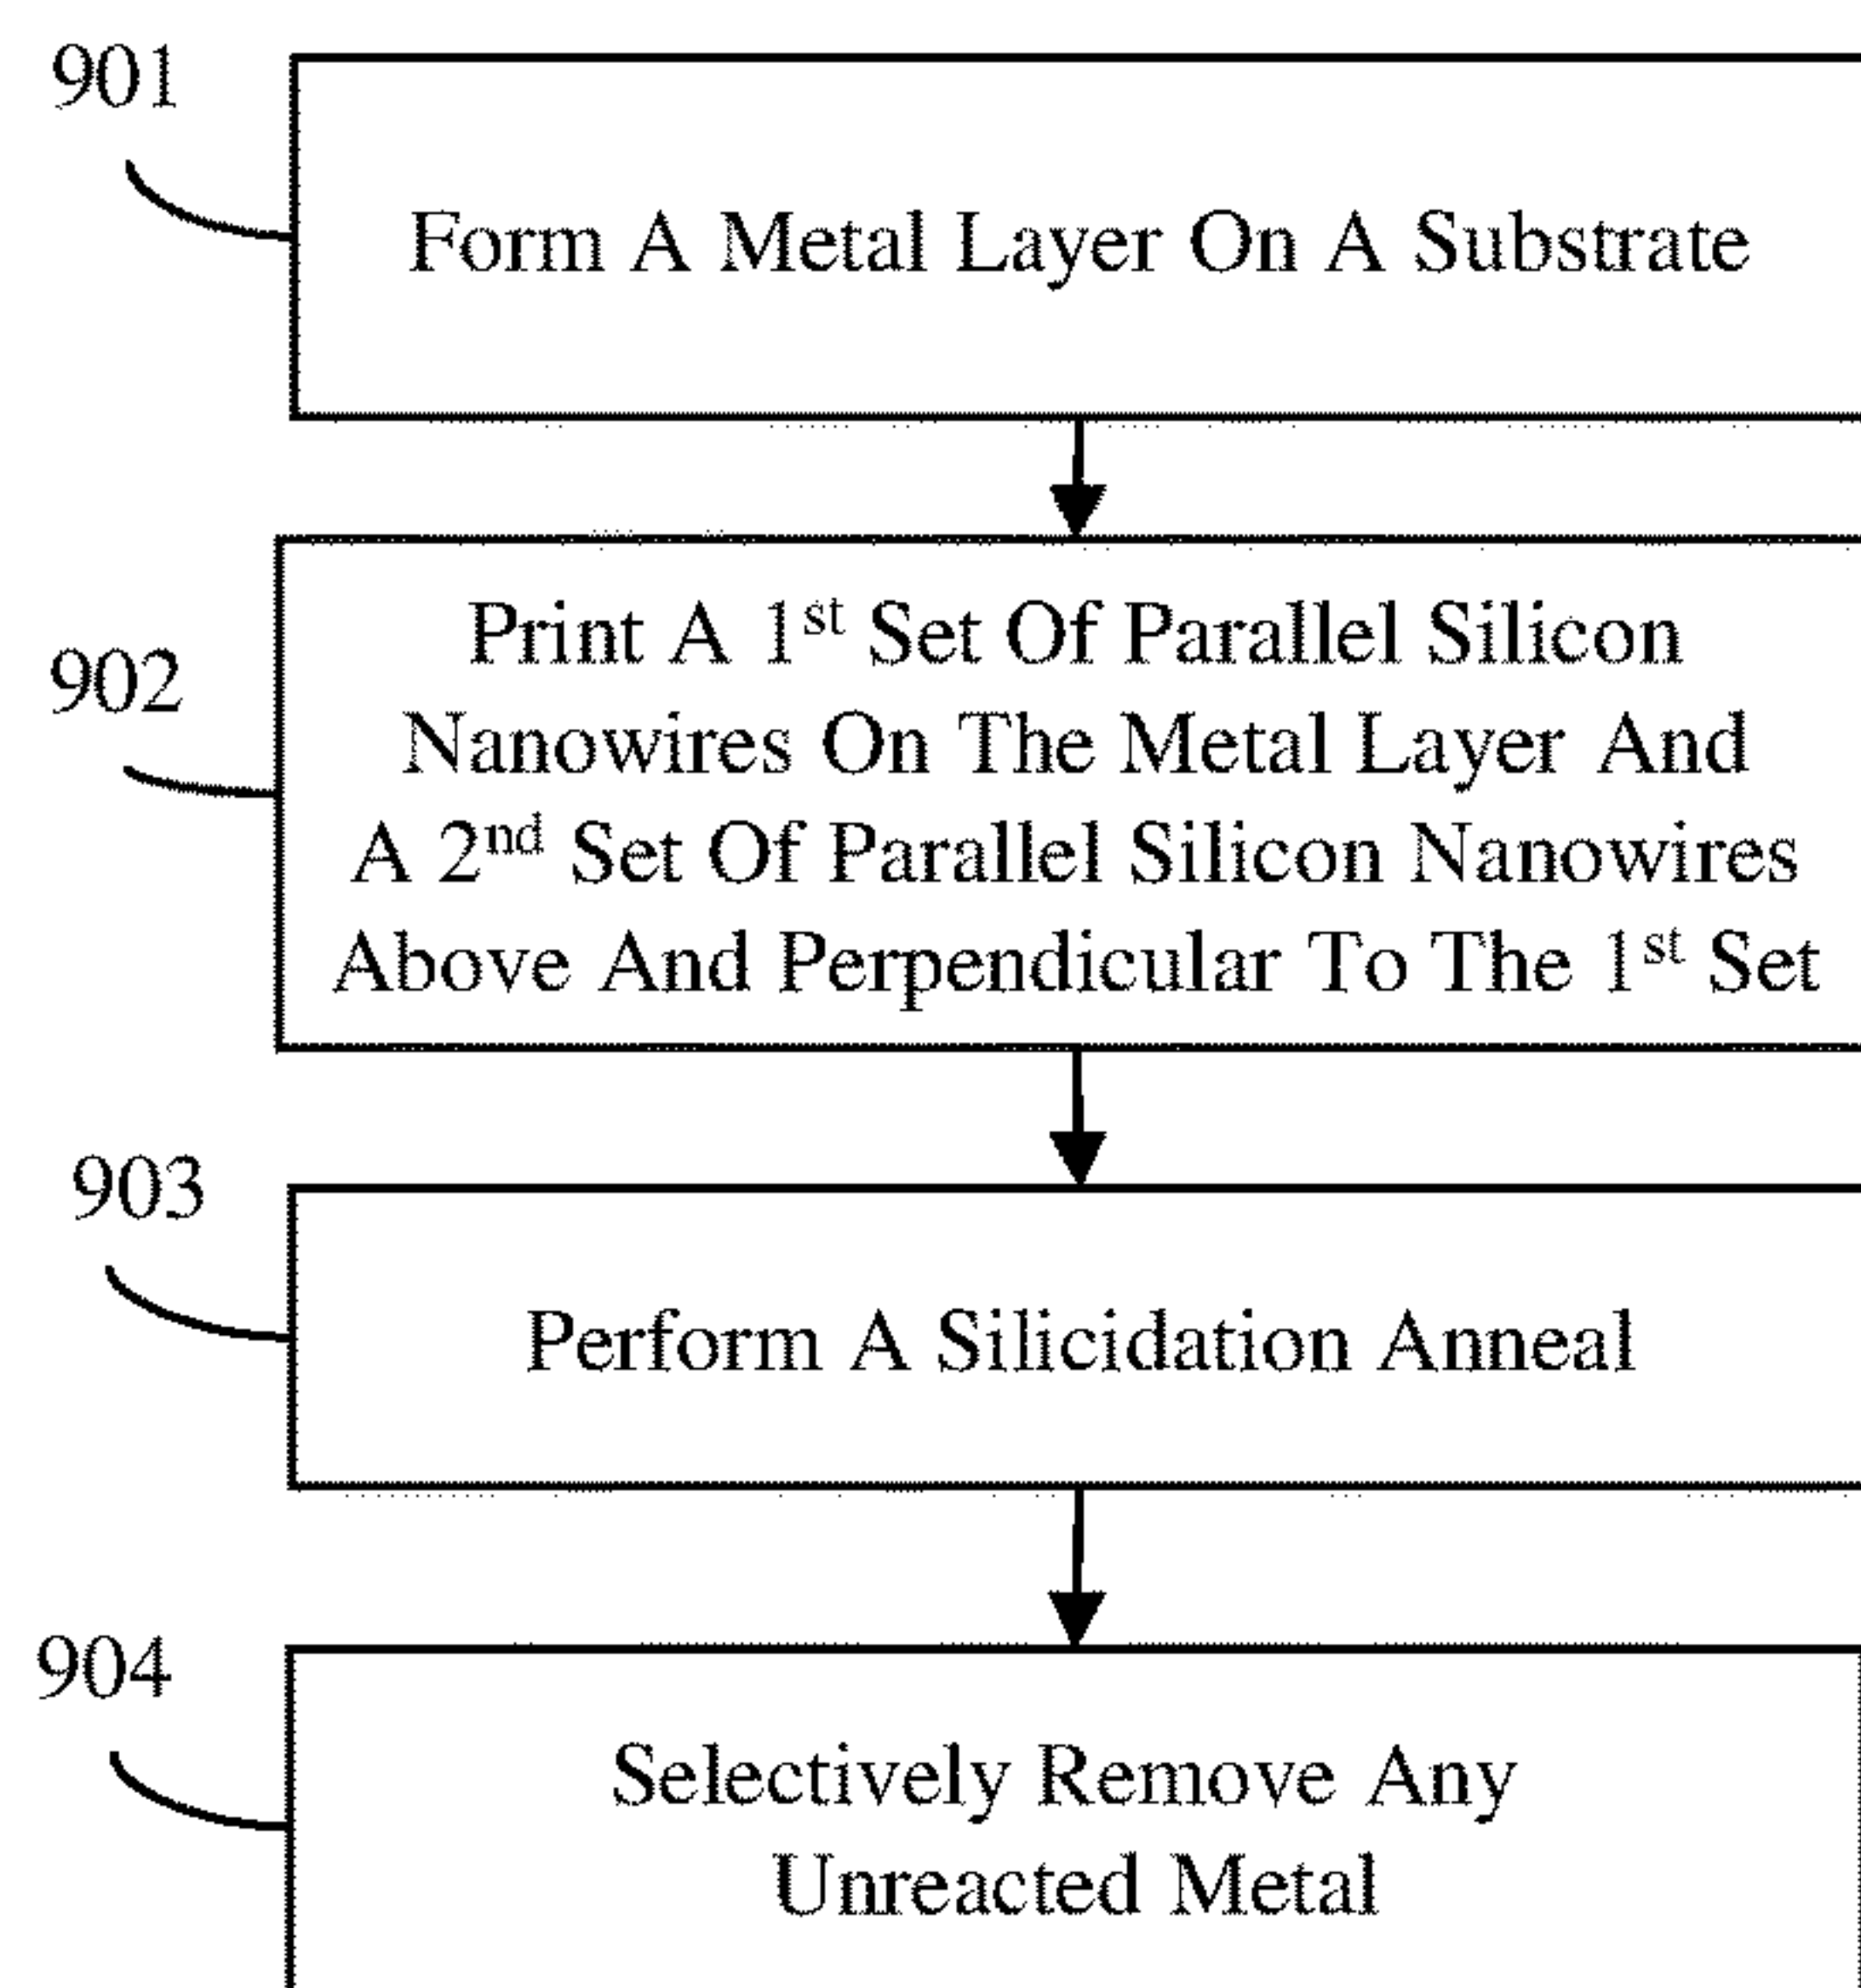 901
Form A Metal Layer On A Substrate
902
Print A 1st Set Of Parallel Silicon
Nanowires On The Metal Layer And
A 2nd Set Of Parallel Silicon Nanowires
Above And Perpendicular To The 1st Set
903
Perform A Silicidation Anneal
904
Selectively Remove Any
Unreacted Metal